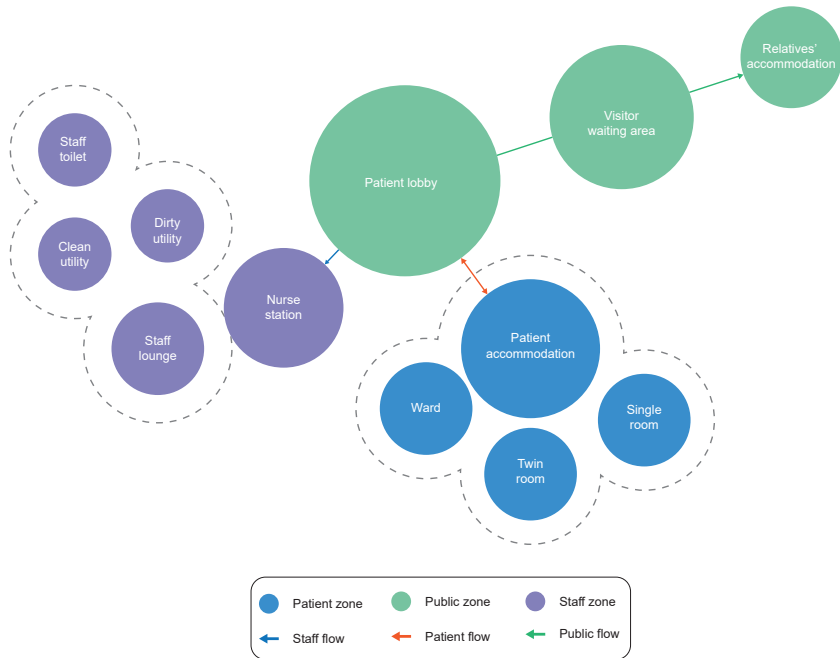 Relatives'
accommodation
Visitor
waiting area
Patient lobby
Staff
toilet
Dirty
utility
Clean
utility
Nurse
station
Staff
lounge
Patient
accommodation
Ward
Single
room
Twin
room
Patient zone
Public zone
Staff zone
Staff flow
Patient flow
Public flow